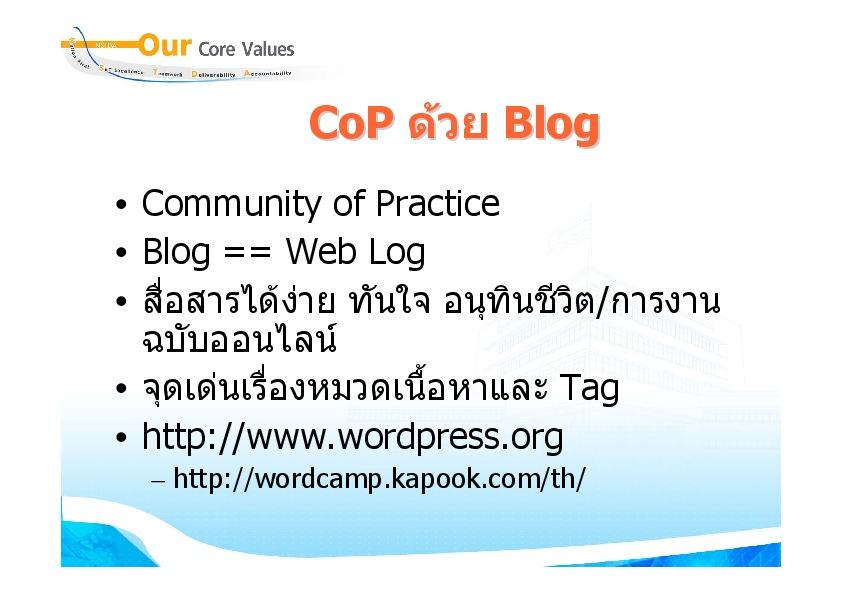 NSTDA Our Core Values
Nation First S&T Excellence Teamwork Deliverability Accountability
CoP ด้วย Blog
• Community of Practice
• Blog == Web Log
• สื่อสารได้ง่าย ทันใจ อนุทินชีวิต/การงาน
ฉบับออนไลน์
• จุดเด่นเรื่องหมวดเนื้อหาและ Tag
• http://www.wordpress.org
– http://wordcamp.kapook.com/th/